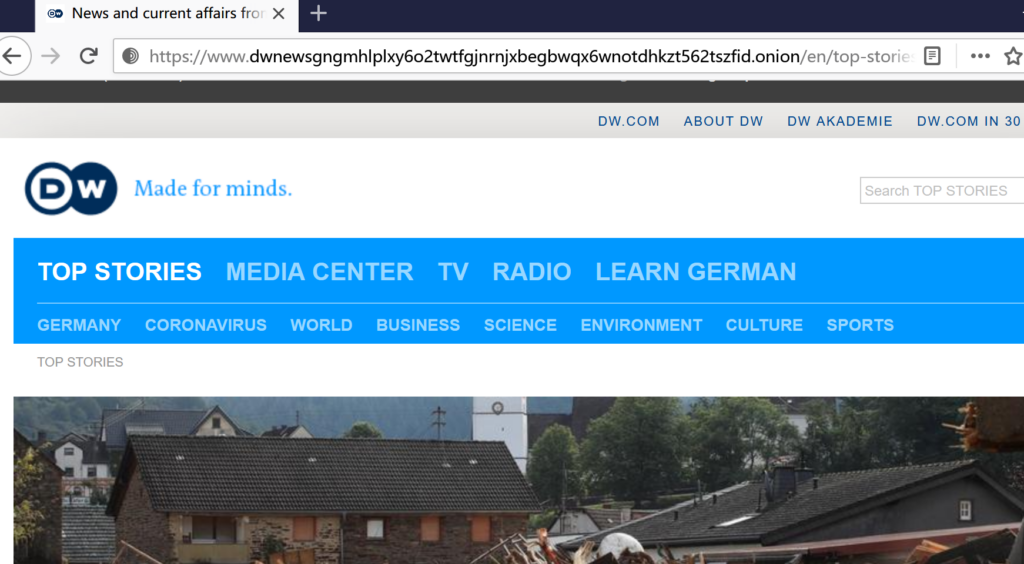 News and current affairs fro
https://www.dwnewsgngmhlplxy6o2twtfgjnrnjxbegbwqx6wnotdhkzt562tszfid.onion/en/top-stories
DW.COM ABOUT DW DW AKADEMIE DW.COM IN 30
DW Made for minds.
Search TOP STORIES
TOP STORIES MEDIA CENTER TV RADIO LEARN GERMAN
GERMANY CORONAVIRUS WORLD BUSINESS SCIENCE ENVIRONMENT CULTURE SPORTS
TOP STORIES